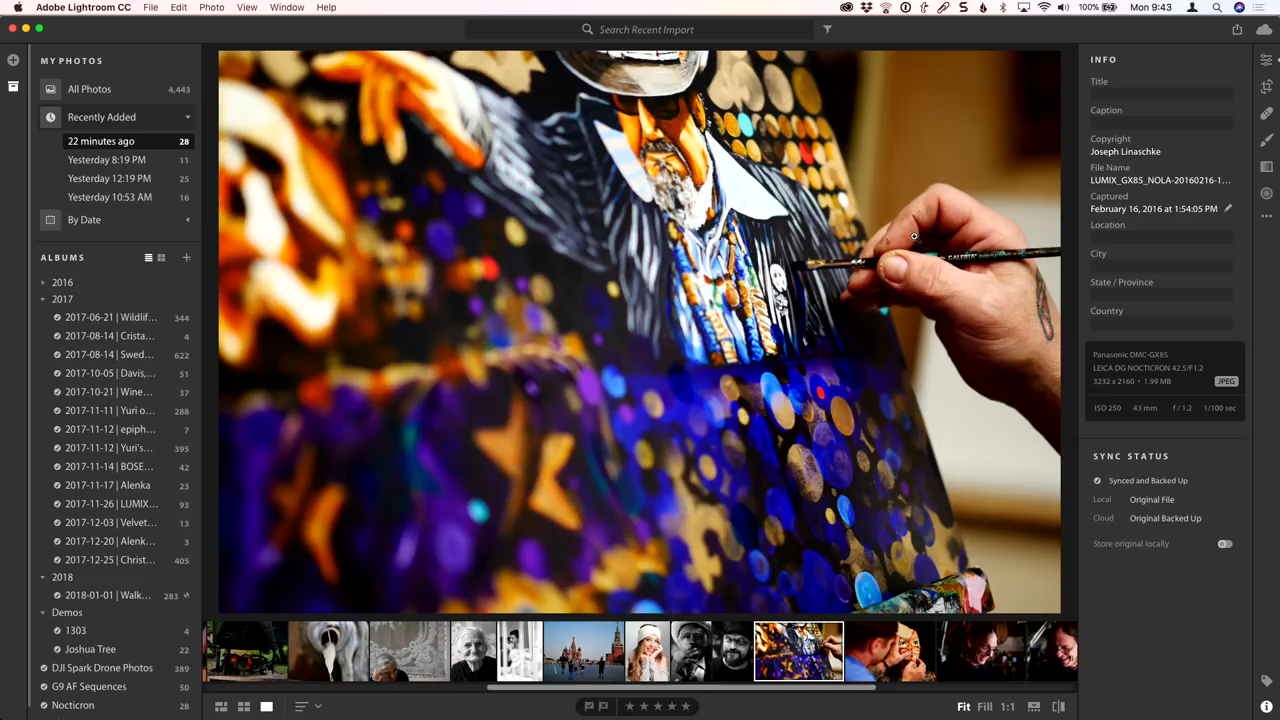 Adobe Lightroom CC File Edit Photo View Window Help
100% Mon 9:43
Search Recent Import
MY PHOTOS
All Photos 4,443
Recently Added
22 minutes ago 28
Yesterday 8:19 PM 11
Yesterday 12:19 PM 25
Yesterday 10:53 AM 16
By Date
ALBUMS
2016
2017
2017-06-21 | Wildlif... 344
2017-08-14 | Crista... 4
2017-08-14 | Swed... 622
2017-10-05 | Davis,... 51
2017-10-22 | Wine... 37
2017-11-11 | Yuri o... 288
2017-11-12 | epiph... 7
2017-11-12 | Yuri's... 395
2017-11-14 | BOSE... 42
2017-11-17 | Alenka 23
2017-11-26 | LUMIX... 93
2017-12-03 | Velvet... 13
2017-12-20 | Alenk... 3
2017-12-25 | Christ... 405
2018
2018-01-01 | Walk... 283
Demos
1303 4
Joshua Tree 22
DJI Spark Drone Photos 389
G9 AF Sequences 50
Nocticron 28
GALERIA
INFO
Title
Caption
Copyright
Joseph Linaschke
File Name
LUMIX_GX85_NOLA-20160216-1...
Captured
February 16, 2016 at 1:54:05 PM
Location
City
State / Province
Country
Panasonic DMC-GX85
LEICA DG NOCTICRON 42.5/F1.2
3232 x 2160 • 1.99 MB JPEG
ISO 250 43 mm f / 1.2 1/100 sec
SYNC STATUS
Synced and Backed Up
Local Original File
Cloud Original Backed Up
Store original locally
Fit Fill 1:1